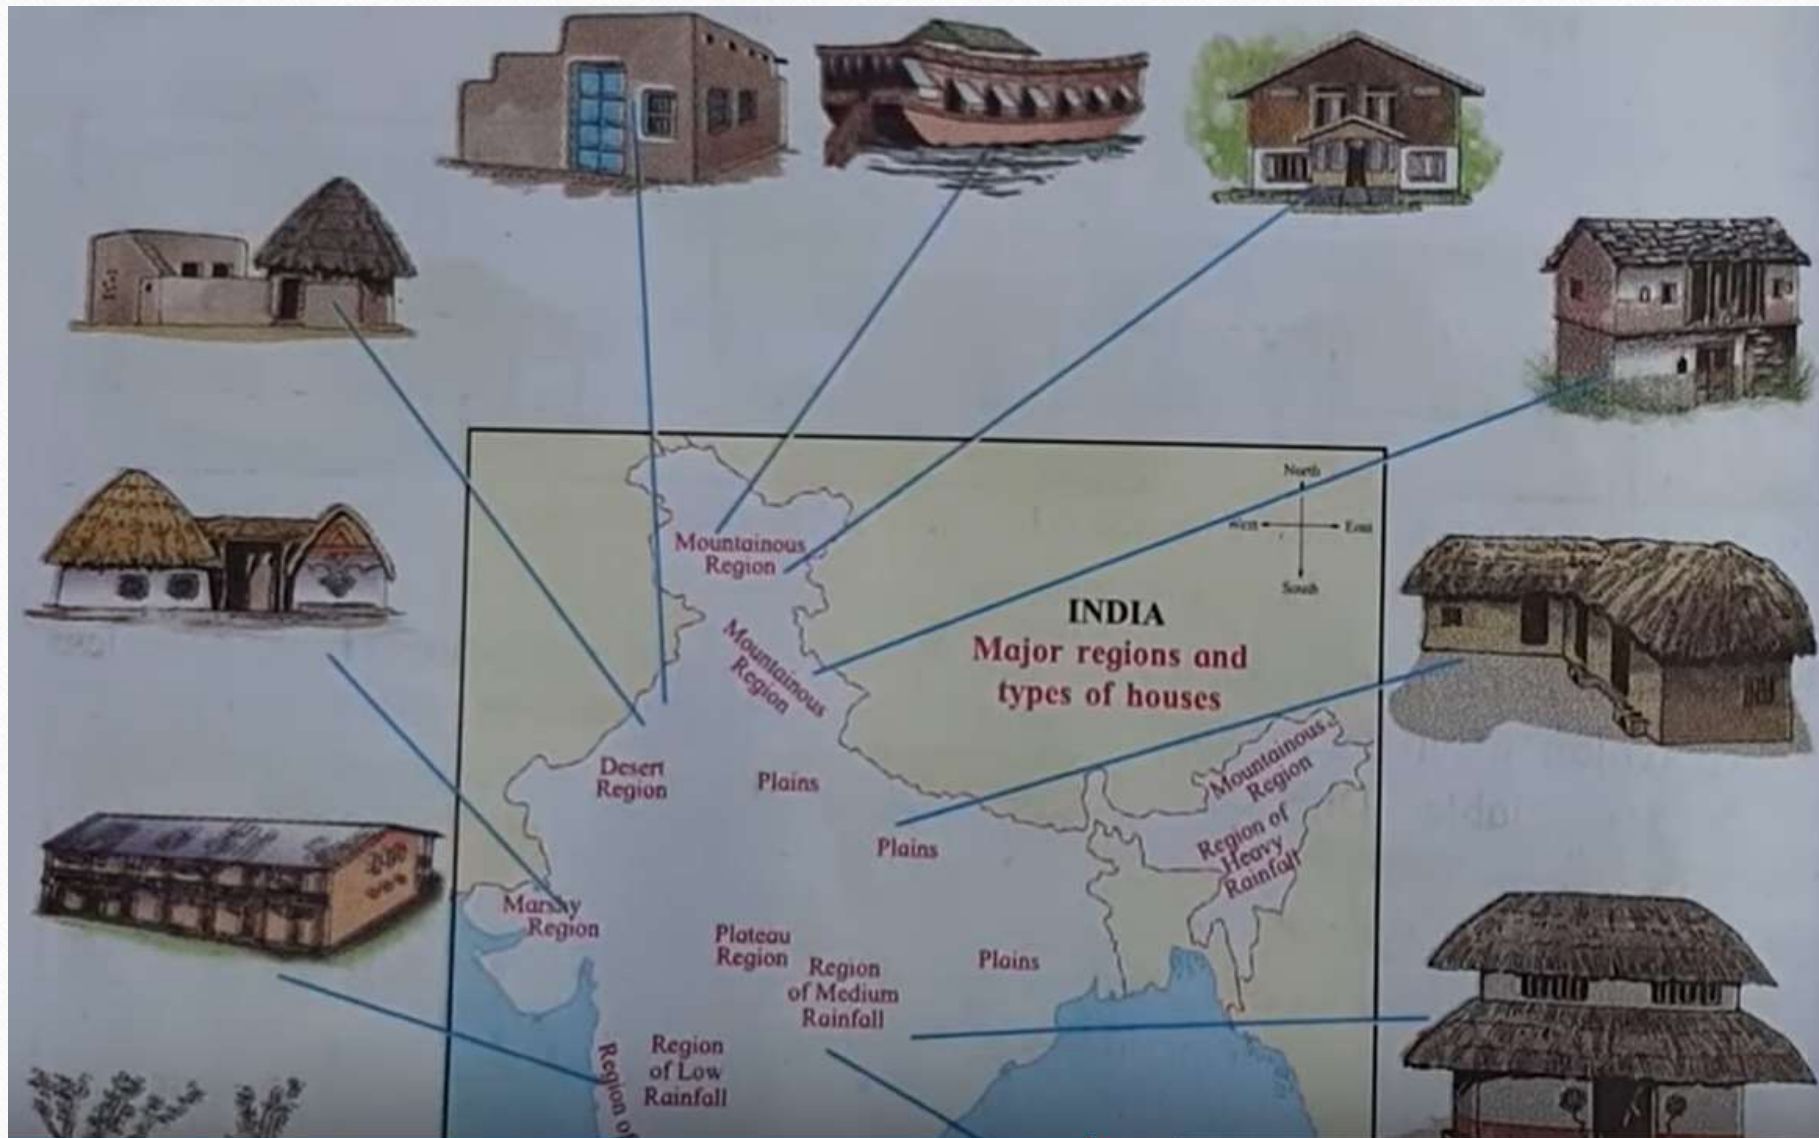 North
West
East
South
INDIA
Major regions and
types of houses
Mountainous
Region
Mountainous
Region
Desert
Region
Plains
Plains
Mountainous
Region
Region of
Heavy
Rainfall
Marshy
Region
Plateau
Region
Region
of Medium
Rainfall
Plains
Region
of Low
Rainfall
Region of